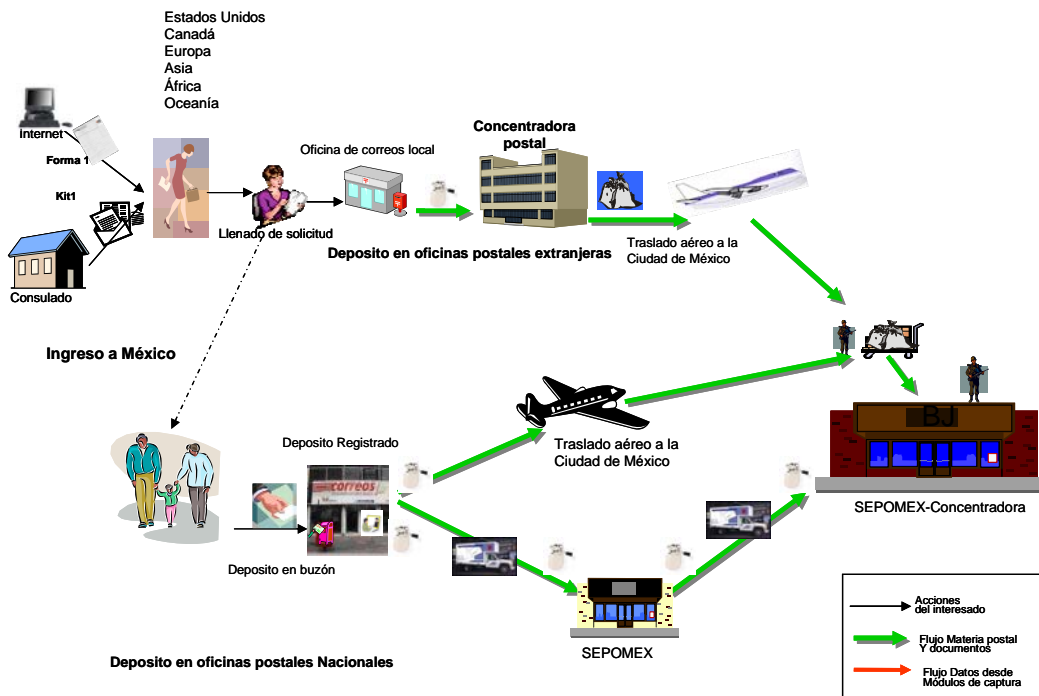 Estados Unidos
Canadá
Europa
Asia
África
Oceanía
Internet
Forma 1
Kit1
Consulado
Llenado de solicitud
Oficina de correos local
Concentradora
postal
Deposito en oficinas postales extranjeras
Traslado aéreo a la
Ciudad de México
Ingreso a México
Deposito Registrado
correos
Deposito en buzón
Traslado aéreo a la
Ciudad de México
BJ
SEPOMEX-Concentradora
SEPOMEX
Deposito en oficinas postales Nacionales
Acciones
del interesado
Flujo Materia postal
Y documentos
Flujo Datos desde
Módulos de captura